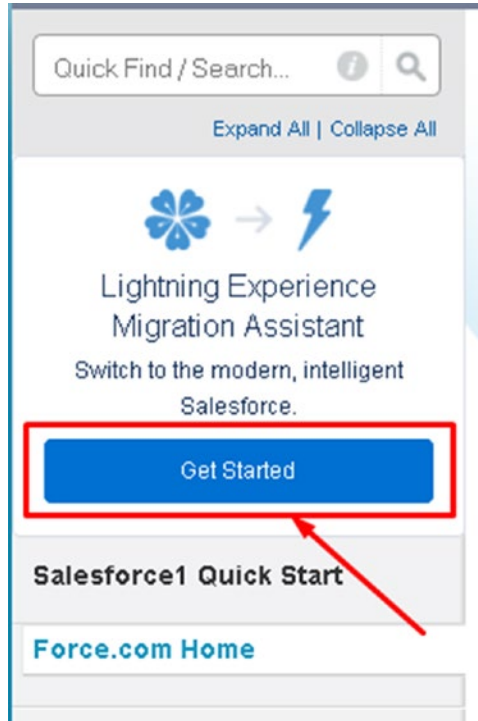 Quick Find / Search...
Expand All | Collapse All
Lightning Experience
Migration Assistant
Switch to the modern, intelligent
Salesforce.
Get Started
Salesforce1 Quick Start
Force.com Home